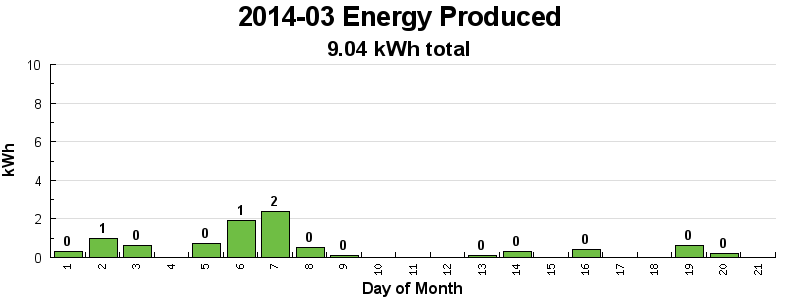 2014-03 Energy Produced
9.04 kWh total
kWh
10
8
6
4
2
0
0 1 0 0 1 2 0 0 0 0 0 0 0
1 2 3 4 5 6 7 8 9 10 11 12 13 14 15 16 17 18 19 20 21
Day of Month